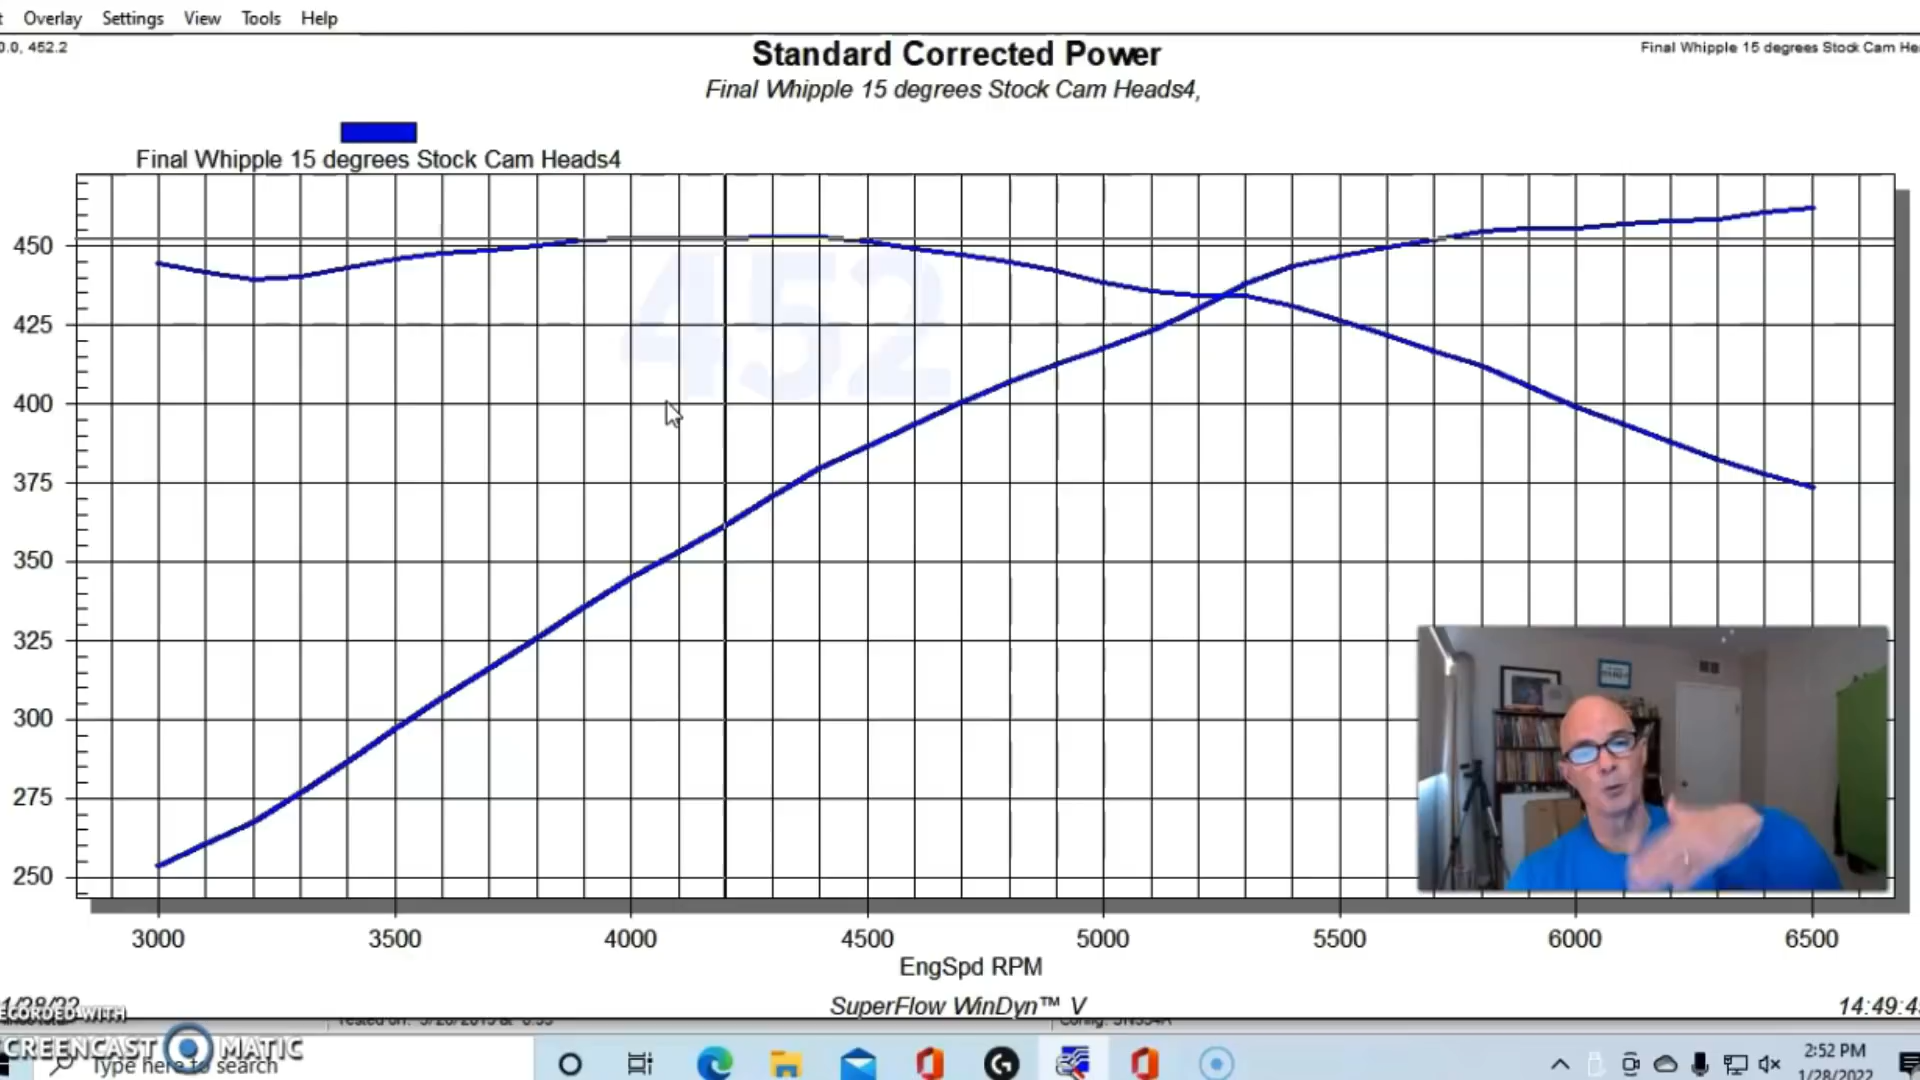 Overlay Settings View Tools Help
0.0, 452.2
Standard Corrected Power
Final Whipple 15 degrees Stock Cam He
Final Whipple 15 degrees Stock Cam Heads4,
Final Whipple 15 degrees Stock Cam Heads4
452
450
425
400
375
350
325
300
275
250
3000 3500 4000 4500 5000 5500 6000 6500
EngSpd RPM
SuperFlow WinDyn™ V
14:49:4
1/28/22
RECORDED WITH
SCREENCAST MATIC
Type here to search
2:52 PM
1/28/2022